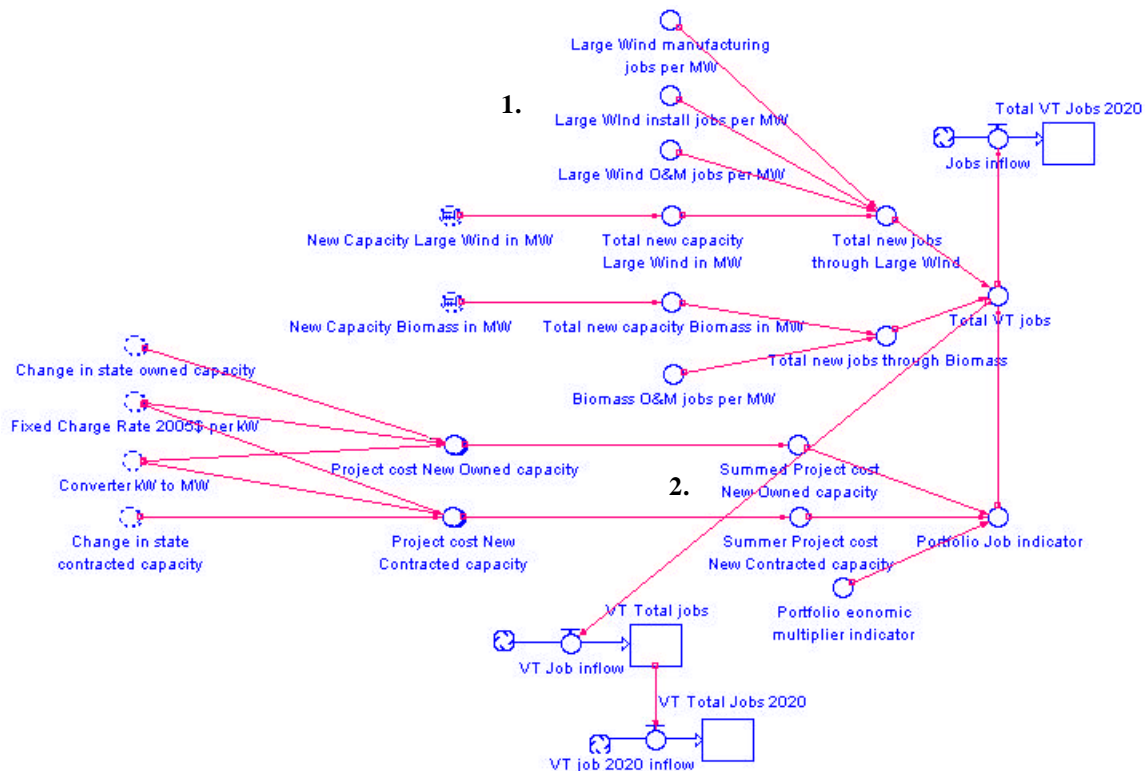 Large Wind manufacturing
jobs per MW
1.
Large WInd install jobs per MW
Total VT Jobs 2020
Jobs inflow
Large Wind O&M jobs per MW
New Capacity Large Wind in MW
Total new capacity
Large Wind in MW
Total new jobs
through Large WInd
New Capacity Biomass in MW
Total new capacity Biomass in MW
Total VT jobs
Total new jobs through Biomass
Change in state owned capacity
Biomass O&M jobs per MW
Fixed Charge Rate 2005$ per kW
Project cost New Owned capacity
Summed Project cost
New Owned capacity
Converter kW to MW
2.
Change in state
contracted capacity
Project cost New
Contracted capacity
Summer Project cost
New Contracted capacity
Portfolio Job indicator
Portfolio eonomic
multiplier indicator
VT Total jobs
VT Job inflow
VT Total Jobs 2020
VT job 2020 inflow